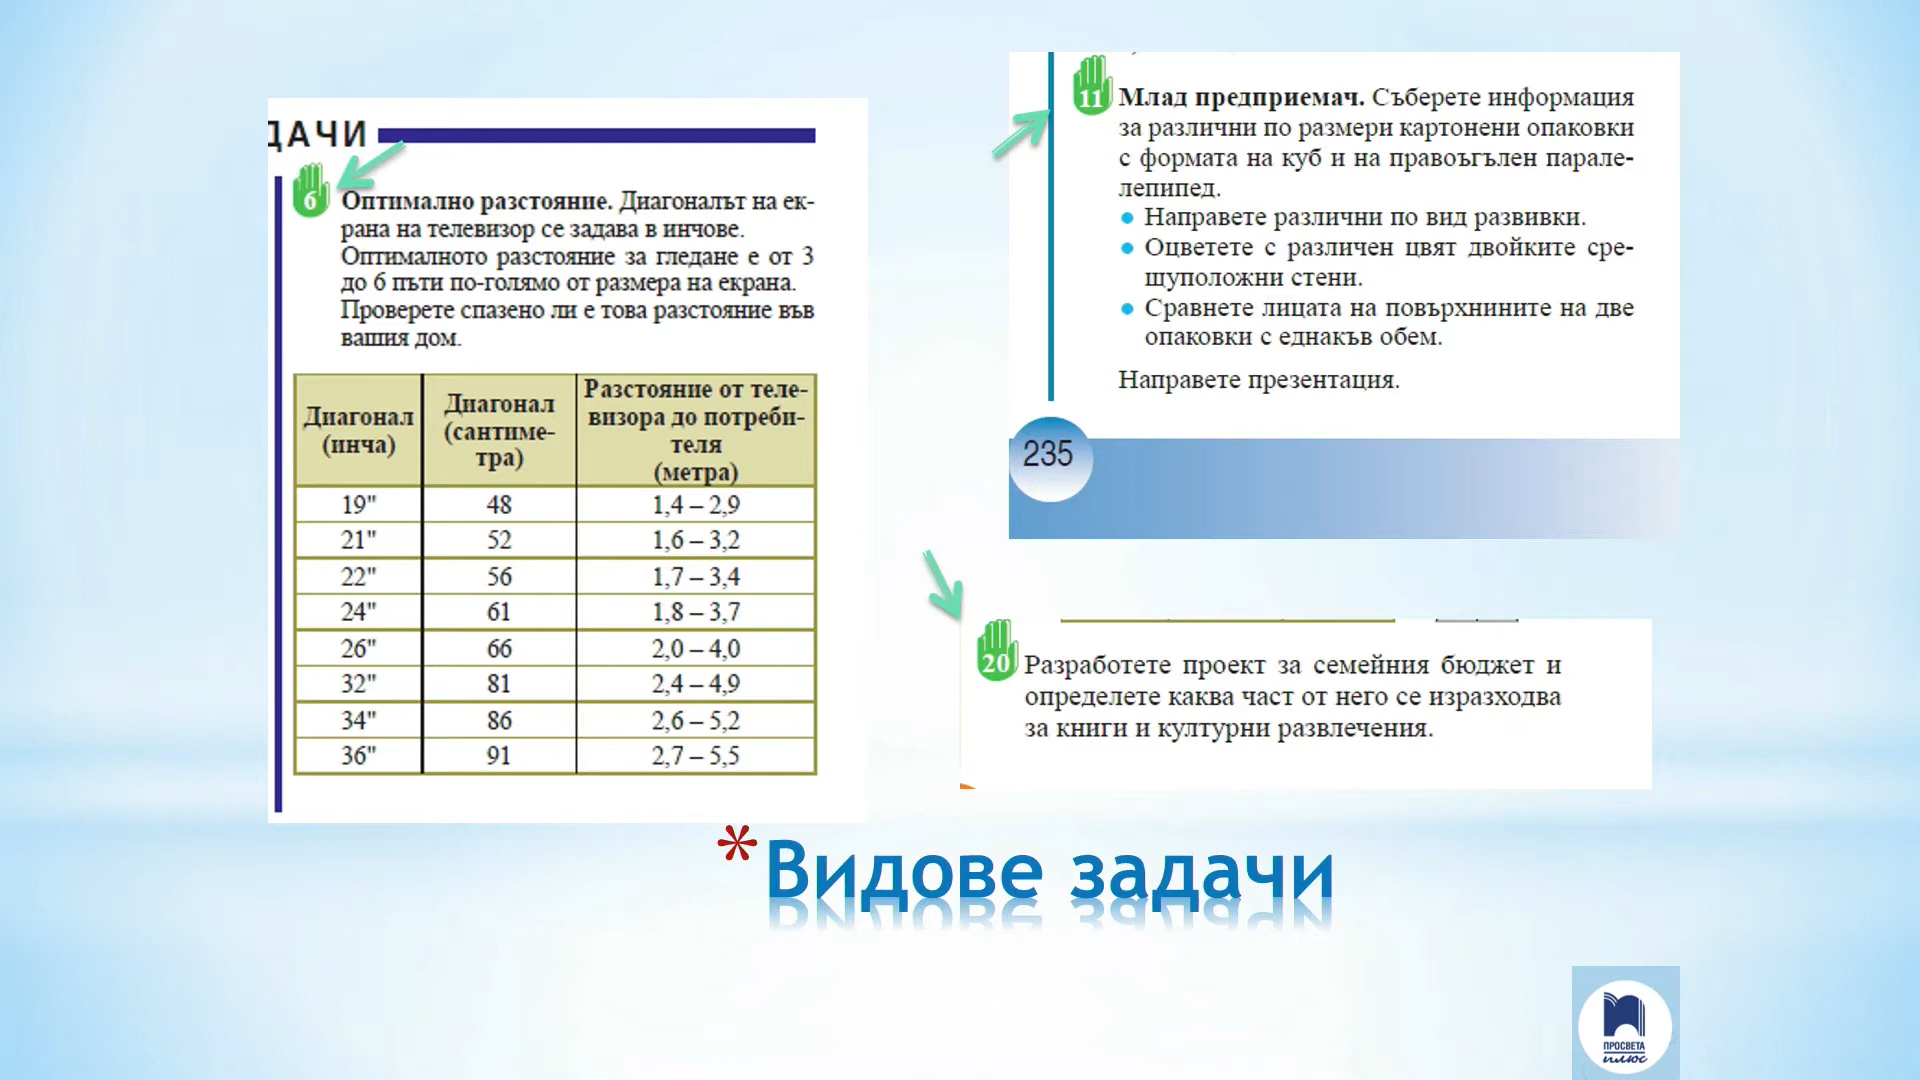 ДАЧИ
6
Оптимално разстояние. Диагоналът на ек-
рана на телевизор се задава в инчове.
Оптималното разстояние за гледане е от 3
до 6 пъти по-голямо от размера на екрана.
Проверете спазено ли е това разстояние във
вашия дом.
Диагонал (инча) Диагонал (сантиме-тра) Разстояние от теле-визора до потреби-теля (метра)
19" 48 1,4 – 2,9
21" 52 1,6 – 3,2
22" 56 1,7 – 3,4
24" 61 1,8 – 3,7
26" 66 2,0 – 4,0
32" 81 2,4 – 4,9
34" 86 2,6 – 5,2
36" 91 2,7 – 5,5
11
Млад предприемач. Съберете информация
за различни по размери картонени опаковки
с формата на куб и на правоъгълен парале-
лепипед.
• Направете различни по вид развивки.
• Оцветете с различен цвят двойките сре-
щуположни стени.
• Сравнете лицата на повърхнините на две
опаковки с еднакъв обем.
Направете презентация.
235
20
Разработете проект за семейния бюджет и
определете каква част от него се изразходва
за книги и културни развлечения.
*Видове задачи
ПРОСВЕТА
плюс